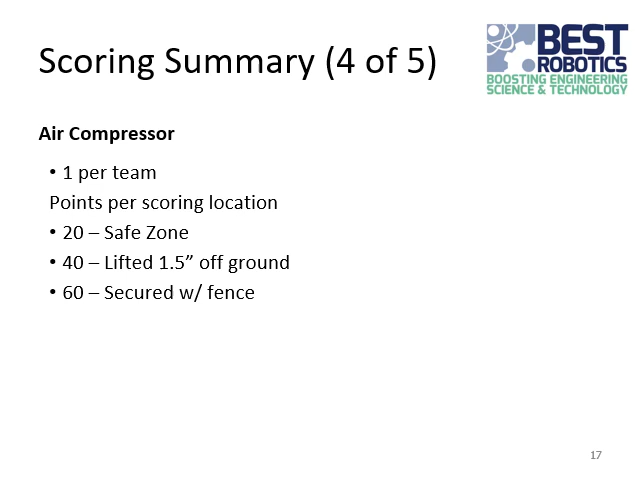 Scoring Summary (4 of 5)
BEST
ROBOTICS
BOOSTING ENGINEERING
SCIENCE & TECHNOLOGY
Air Compressor
• 1 per team
Points per scoring location
• 20 – Safe Zone
• 40 – Lifted 1.5” off ground
• 60 – Secured w/ fence
17